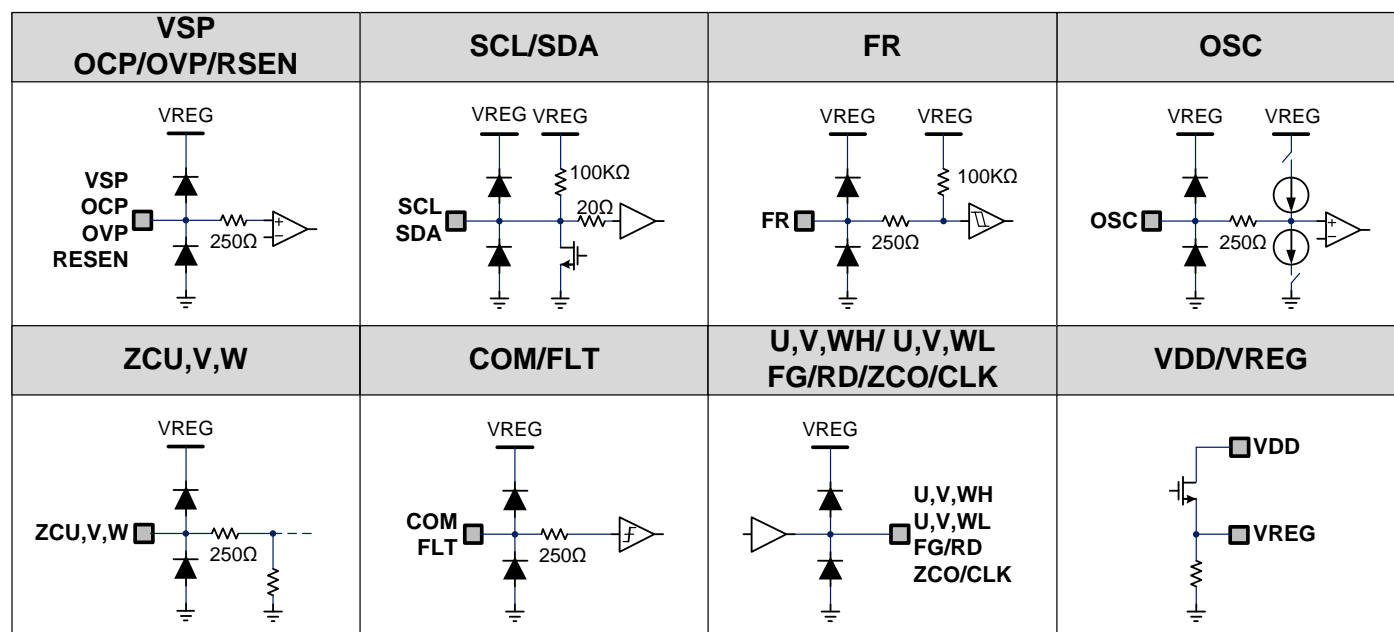 VSP
OCP/OVP/RSEN
SCL/SDA
FR
OSC
VREG
VSP
OCP
OVP
RESEN
250Ω
+
−
VREG VREG
100KΩ
20Ω
SCL
SDA
VREG
VREG
100KΩ
FR
250Ω
VREG
VREG
OSC
250Ω
+
−
ZCU,V,W
COM/FLT
U,V,WH/ U,V,WL
FG/RD/ZCO/CLK
VDD/VREG
VREG
ZCU,V,W
250Ω
VREG
COM
FLT
250Ω
VREG
U,V,WH
U,V,WL
FG/RD
ZCO/CLK
VDD
VREG